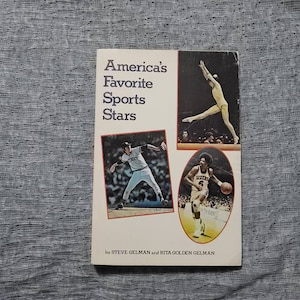 America's
Favorite
Sports
Stars
by STEVE GELMAN and RITA GOLDEN GELMAN